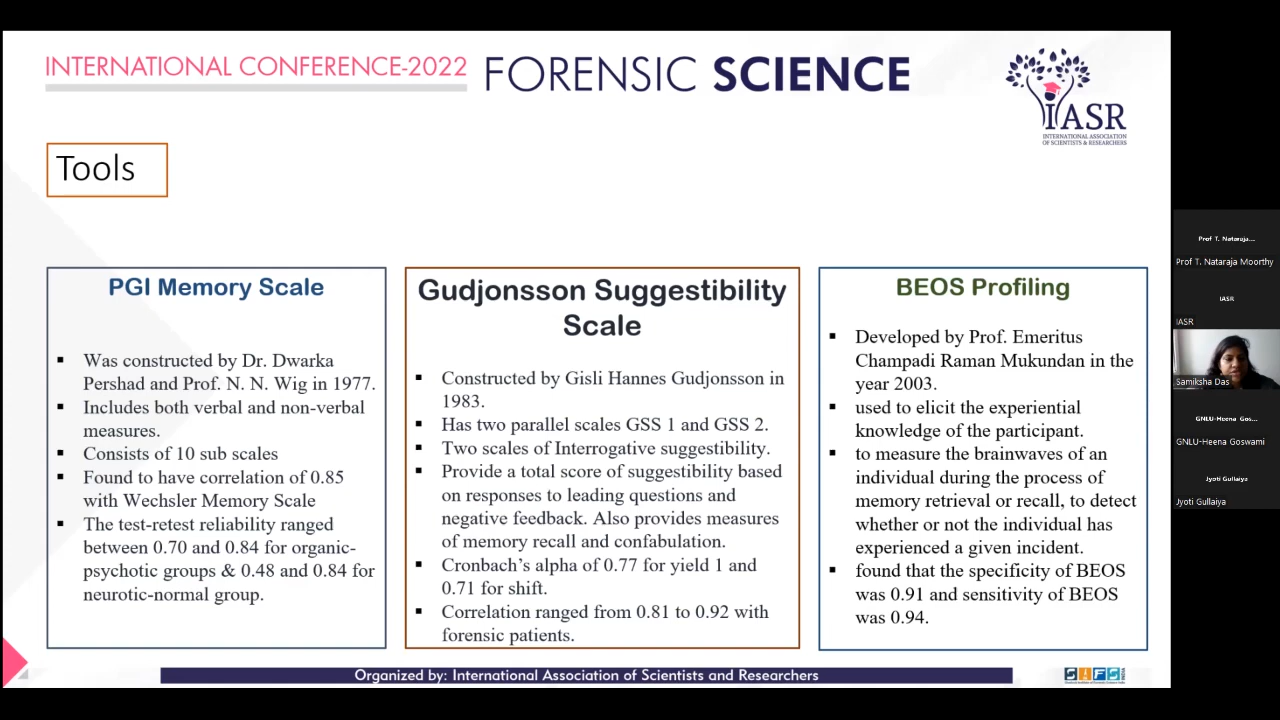 INTERNATIONAL CONFERENCE-2022 FORENSIC SCIENCE
IASR
INTERNATIONAL ASSOCIATION
OF SCIENTISTS & RESEARCHERS
Tools
PGI Memory Scale
▪ Was constructed by Dr. Dwarka
Pershad and Prof. N. N. Wig in 1977.
▪ Includes both verbal and non-verbal
measures.
▪ Consists of 10 sub scales
▪ Found to have correlation of 0.85
with Wechsler Memory Scale
▪ The test-retest reliability ranged
between 0.70 and 0.84 for organic-
psychotic groups & 0.48 and 0.84 for
neurotic-normal group.
Gudjonsson Suggestibility
Scale
▪ Constructed by Gisli Hannes Gudjonsson in
1983.
▪ Has two parallel scales GSS 1 and GSS 2.
▪ Two scales of Interrogative suggestibility.
▪ Provide a total score of suggestibility based
on responses to leading questions and
negative feedback. Also provides measures
of memory recall and confabulation.
▪ Cronbach's alpha of 0.77 for yield 1 and
0.71 for shift.
▪ Correlation ranged from 0.81 to 0.92 with
forensic patients.
BEOS Profiling
▪ Developed by Prof. Emeritus
Champadi Raman Mukundan in the
year 2003.
▪ used to elicit the experiential
knowledge of the participant.
▪ to measure the brainwaves of an
individual during the process of
memory retrieval or recall, to detect
whether or not the individual has
experienced a given incident.
▪ found that the specificity of BEOS
was 0.91 and sensitivity of BEOS
was 0.94.
Organized by: International Association of Scientists and Researchers
SIFS
Prof T. Nataraja...
Prof T. Nataraja Moorthy
IASR
IASR
Samiksha Das
GNLU-Heena Gos...
GNLU-Heena Goswami
Jyoti Gullaiya
Jyoti Gullaiya